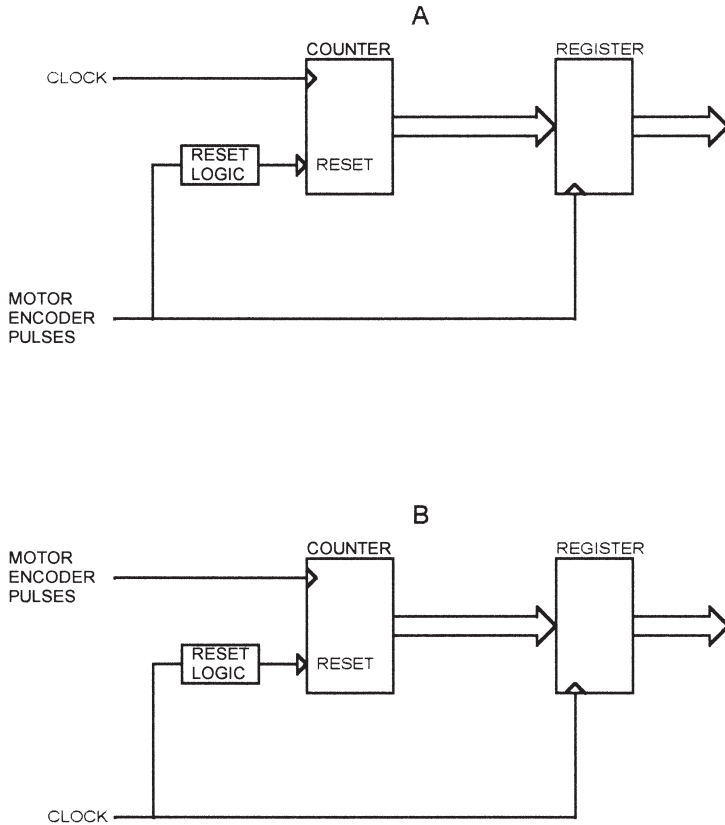 A
COUNTER
REGISTER
CLOCK
RESET
LOGIC
RESET
MOTOR
ENCODER
PULSES
B
COUNTER
REGISTER
MOTOR
ENCODER
PULSES
RESET
LOGIC
RESET
CLOCK